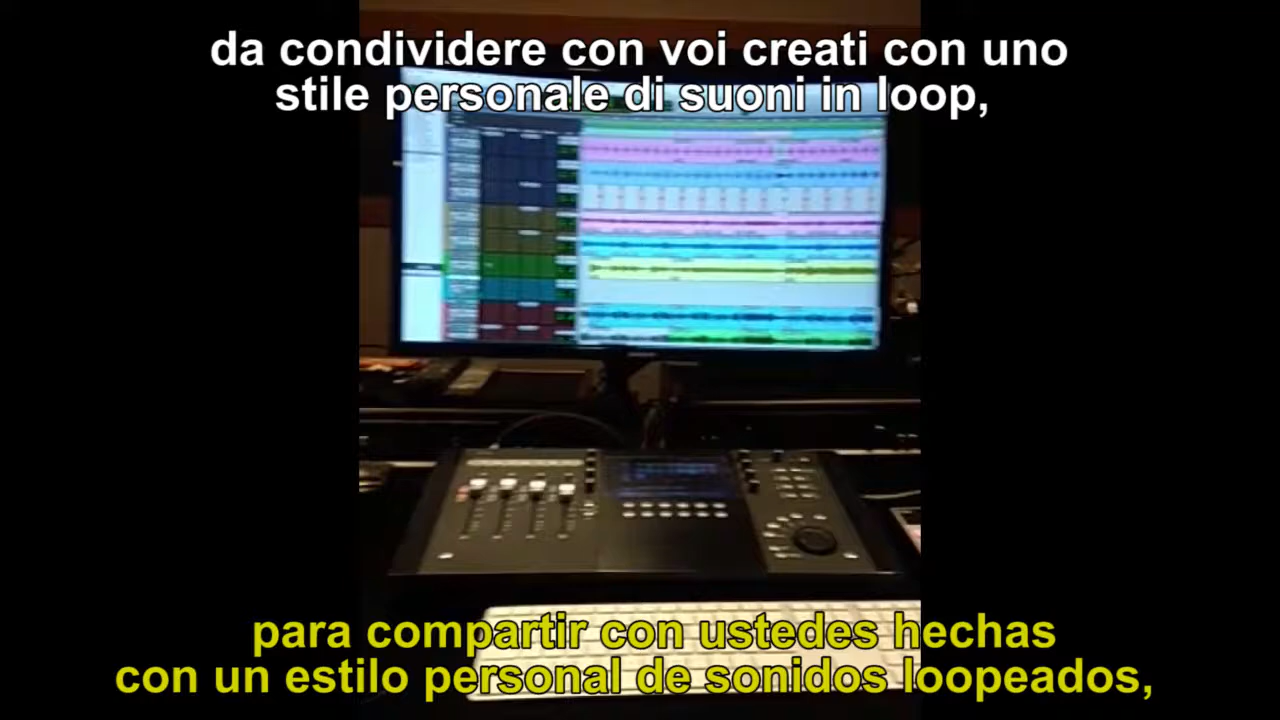 da condividere con voi creati con uno
stile personale di suoni in loop,
para compartir con ustedes hechas
con un estilo personal de sonidos loopeados,